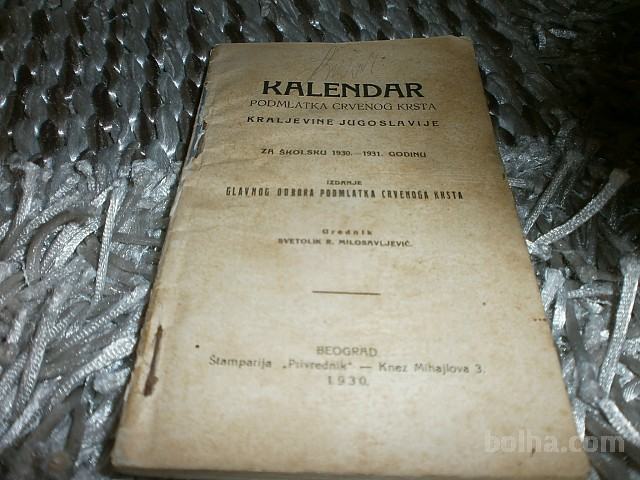 KALENDAR
PODMLATKA CRVENOG KRSTA
KRALJEVINE JUGOSLAVIJE
ZA ŠKOLSKU 1930.—1931. GODINU
IZDANJE
GLAVNOG ODBORA PODMLATKA CRVENOGA KRSTA
Urednik
SVETOLIK R. MILOSAVLJEVIĆ.
BEOGRAD
Štamparija „Privrednik" — Knez Mihajlova 3.
1930.
bolha.com